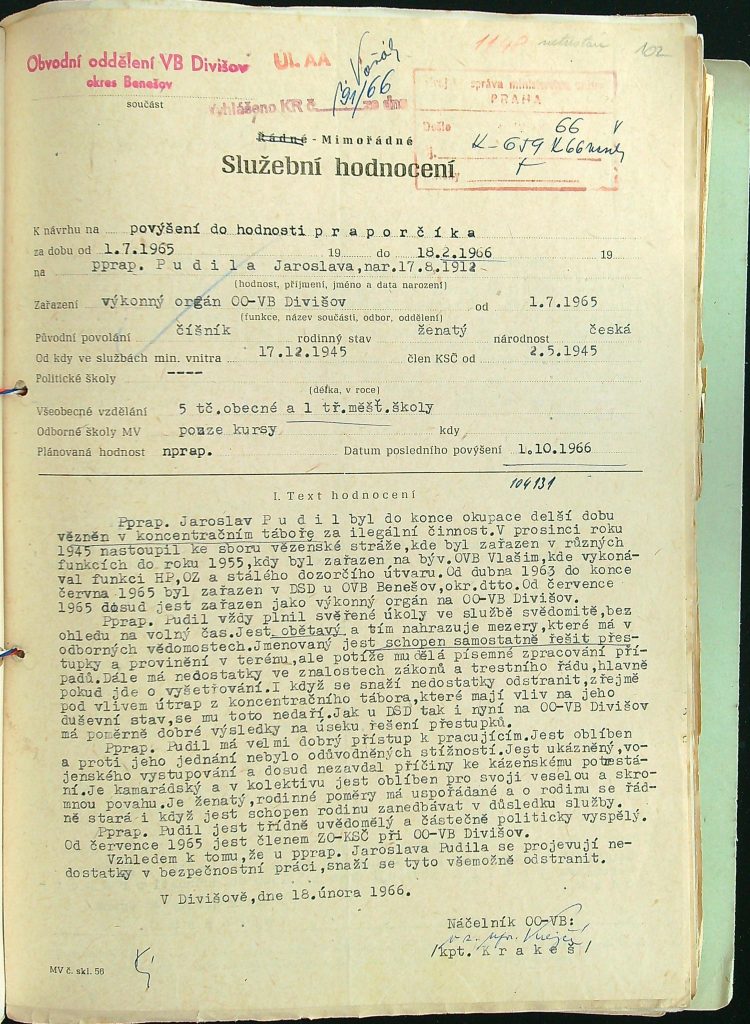 Obvodní oddělení VB Divišov
okres Benešov
součást
Vyhlášeno KR č. 191/66 ze dne
PRAHA
Došlo
66
102
Řádné - Mimořádné
Služební hodnocení
K návrhu na povýšení do hodnosti praporčíka
za dobu od 1.7.1965 19 do 18.2.1966 19
na pprap. Pudila Jaroslava,nar.17.8.1912
(hodnost, příjmení, jméno a data narození)
Zařazení výkonný orgán OO-VB Divišov od 1.7.1965
(funkce, název součásti, odbor, oddělení)
Původní povolání číšník rodinný stav ženatý národnost česká
Od kdy ve službách min. vnitra 17.12.1945 člen KSČ od 2.5.1945
Politické školy ----
(délka, v roce)
Všeobecné vzdělání 5 tč.obecné a 1 tř.měšt.školy
Odborné školy MV pouze kursy kdy
Plánovaná hodnost nprap. Datum posledního povýšení 1.10.1966
104131
I. Text hodnocení
Pprap. Jaroslav Pudil byl do konce okupace delší dobu
vězněn v koncentračním táboře za ilegální činnost.V prosinci roku
1945 nastoupil ke sboru vězeňské stráže,kde byl zařazen v různých
funkcích do roku 1955,kdy byl zařazen na býv.OVB Vlašim,kde vykoná-
val funkci HP,OZ a stálého dozorčího útvaru.Od dubna 1963 do konce
června 1965 byl zařazen v DSD u OVB Benešov,okr.dtto.Od července
1965 dosud jest zařazen jako výkonný orgán na OO-VB Divišov.
Pprap. Pudil vždy plnil svěřené úkoly ve službě svědomitě,bez
ohledu na volný čas.Jest obětavý a tím nahrazuje mezery,které má v
odborných vědomostech.Jmenovaný jest schopen samostatně řešit přes-
tupky a provinění v terénu,ale potíže mu dělá písemné zpracování pří-
padů.Dále má nedostatky ve znalostech zákonů a trestního řádu,hlavně
pokud jde o vyšetřování.I když se snaží nedostatky odstranit,zřejmě
pod vlivem útrap z koncentračního tábora,které mají vliv na jeho
duševní stav,se mu toto nedaří.Jak u DSD tak i nyní na OO-VB Divišov
má poměrně dobré výsledky na úseku řešení přestupků.
Pprap. Pudil má velmi dobrý přístup k pracujícím.Jest oblíben
a proti jeho jednání nebylo odůvodněných stížností.Jest ukázněný,vo-
jenského vystupování a dosud nezavdal příčiny ke kázeňskému potrestá-
ní.Je kamarádský a v kolektivu jest oblíben pro svoji veselou a skro-
mnou povahu.Je ženatý,rodinné poměry má uspořádané a o rodinu se řád-
ně stará i když jest schopen rodinu zanedbávat v důsledku služby.
Pprap. Pudil jest třídně uvědomělý a částečně politicky vyspělý.
Od července 1965 jest členem ZO-KSČ při OO-VB Divišov.
Vzhledem k tomu,že u pprap. Jaroslava Pudila se projevují ne-
dostatky v bezpečnostní práci,snaží se tyto všemožně odstranit.
V Divišově,dne 18.února 1966.
Náčelník OO-VB:
/kpt. Krakeš/
MV č. skl. 56